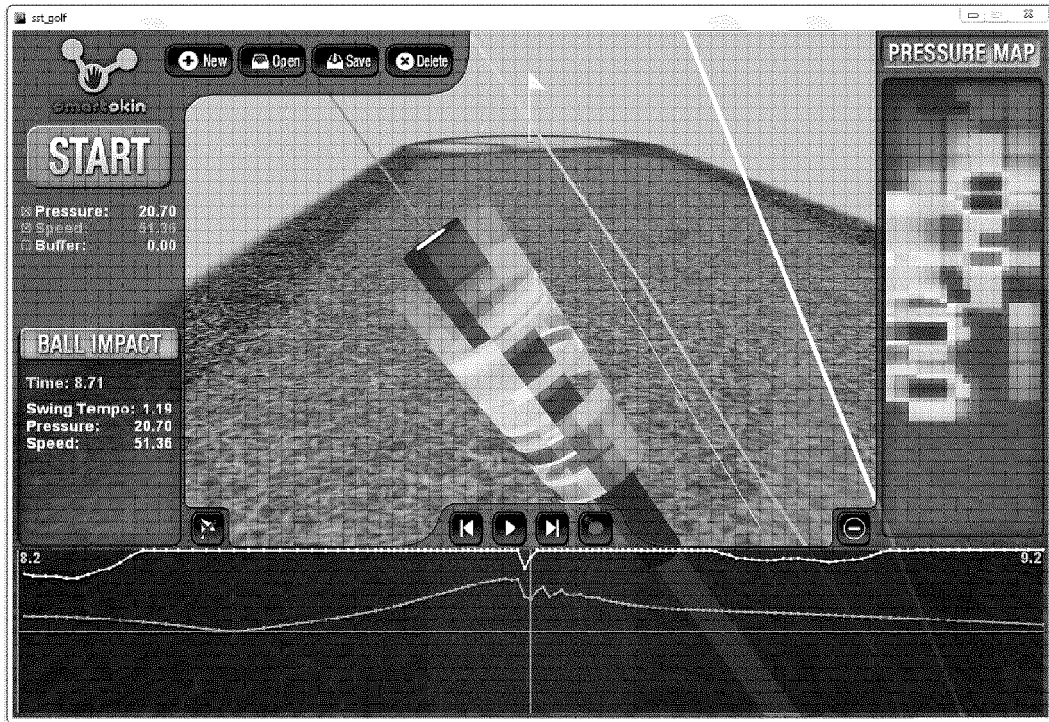 sst_golf
New Open Save Delete
PRESSURE MAP
smartskin
START
Pressure: 20.70
Speed: 51.36
Buffer: 0.00
BALL IMPACT
Time: 8.71
Swing Tempo: 1.19
Pressure: 20.70
Speed: 51.36
8.2 9.2